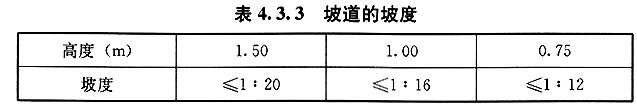 表4.3.3 坡道的坡度
高度（m） 1.50 1.00 0.75
坡度 ≤1：20 ≤1：16 ≤1：12